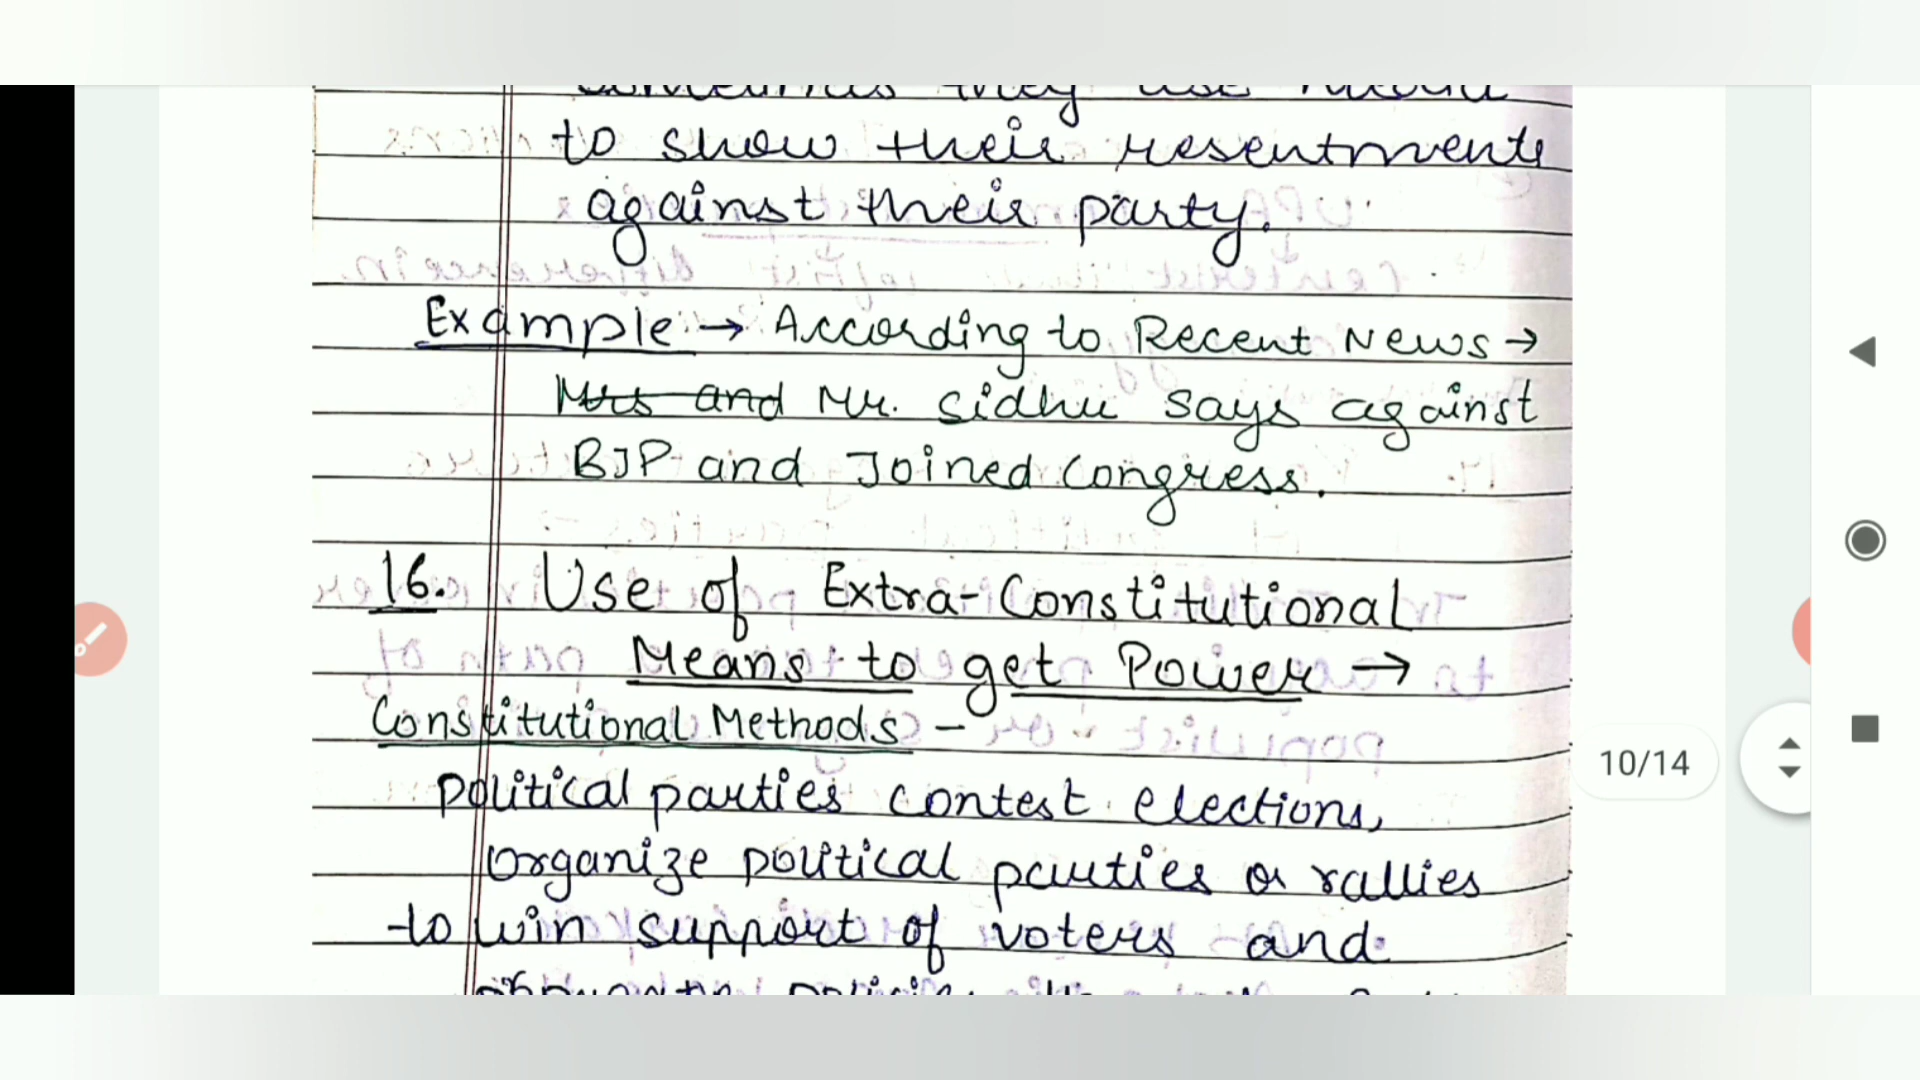 to show their resentments
against their party.
Example → According to Recent News →
Mrs and Mr. Sidhu says against
BJP and Joined Congress.
16. Use of Extra-Constitutional
Means to get Power →
Constitutional Methods -
political parties contest elections,
organize political parties or rallies
to win support of voters and
10/14